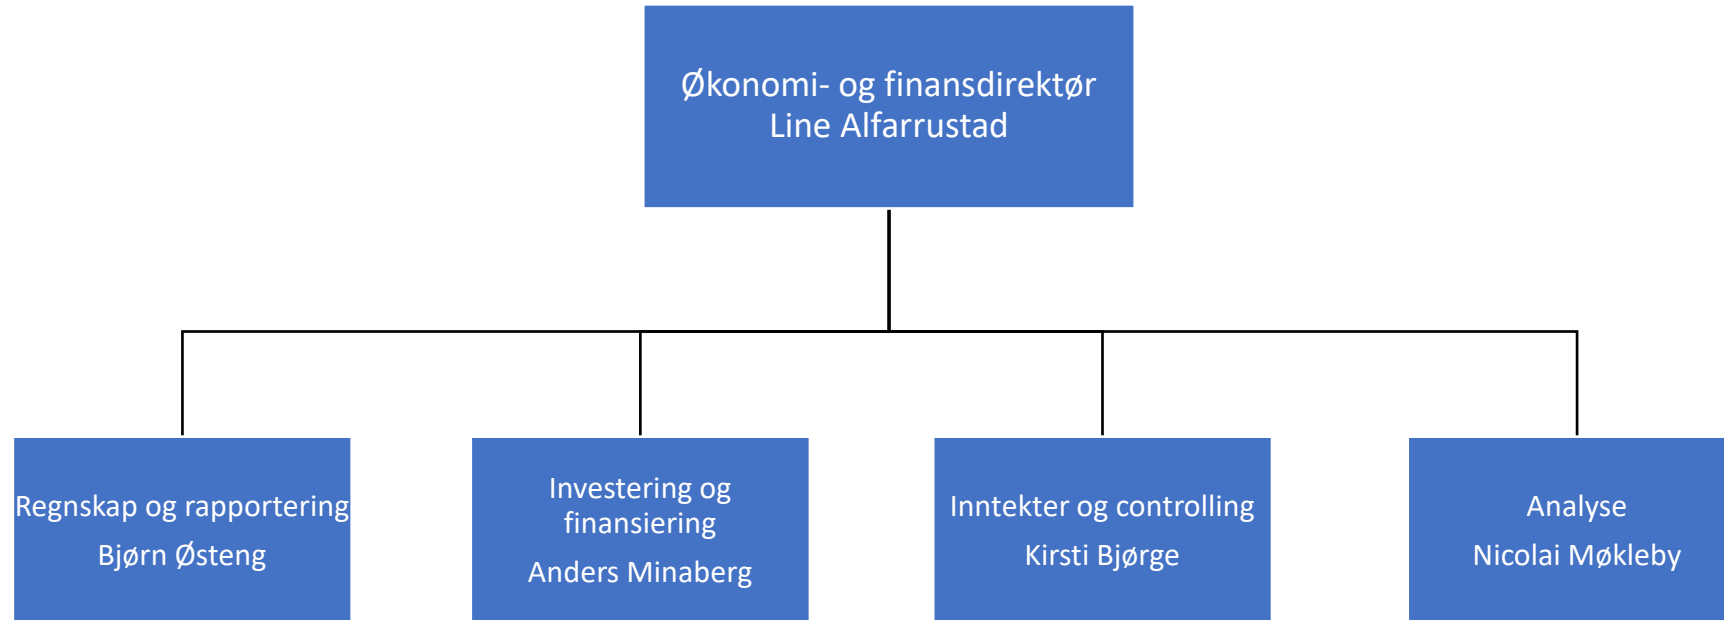 Økonomi- og finansdirektør
Line Alfarrustad
Regnskap og rapportering
Bjørn Østeng
Investering og
finansiering
Anders Minaberg
Inntekter og controlling
Kirsti Bjørge
Analyse
Nicolai Møkleby